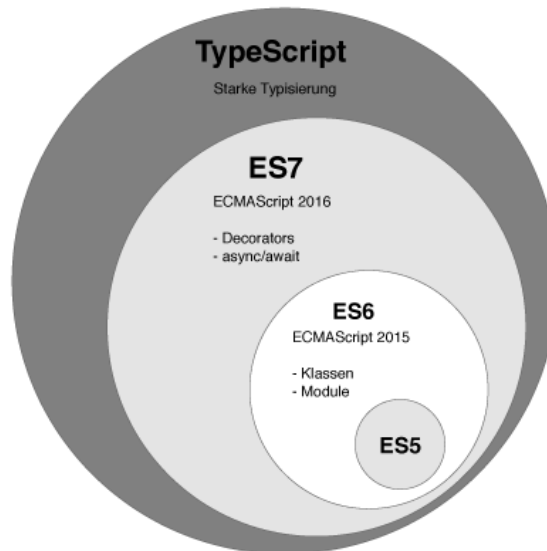 TypeScript
Starke Typisierung
ES7
ECMAScript 2016
- Decorators
- async/await
ES6
ECMAScript 2015
- Klassen
- Module
ES5